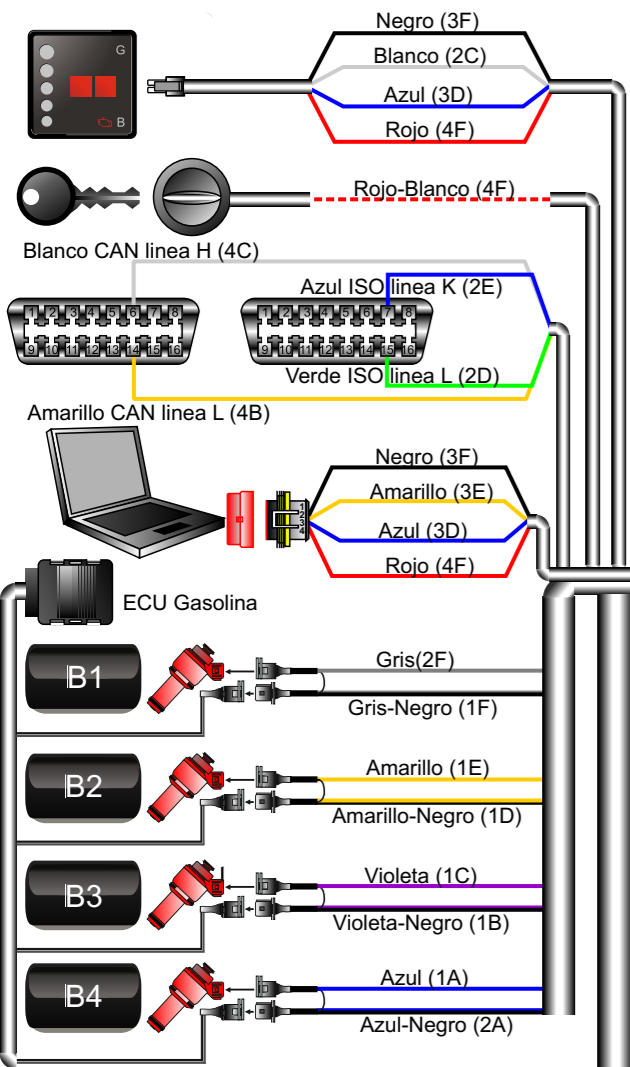 Negro (3F)
G
Blanco (2C)
Azul (3D)
B
Rojo (4F)
Rojo-Blanco (4F)
Blanco CAN linea H (4C)
Azul ISO linea K (2E)
1 2 3 4 5 6 7 8
9 10 11 12 13 14 15 16
1 2 3 4 5 6 7 8
9 10 11 12 13 14 15 16
Verde ISO linea L (2D)
Amarillo CAN linea L (4B)
Negro (3F)
Amarillo (3E)
1
2
3
4
Azul (3D)
Rojo (4F)
ECU Gasolina
B1
Gris(2F)
Gris-Negro (1F)
B2
Amarillo (1E)
Amarillo-Negro (1D)
B3
Violeta (1C)
Violeta-Negro (1B)
B4
Azul (1A)
Azul-Negro (2A)